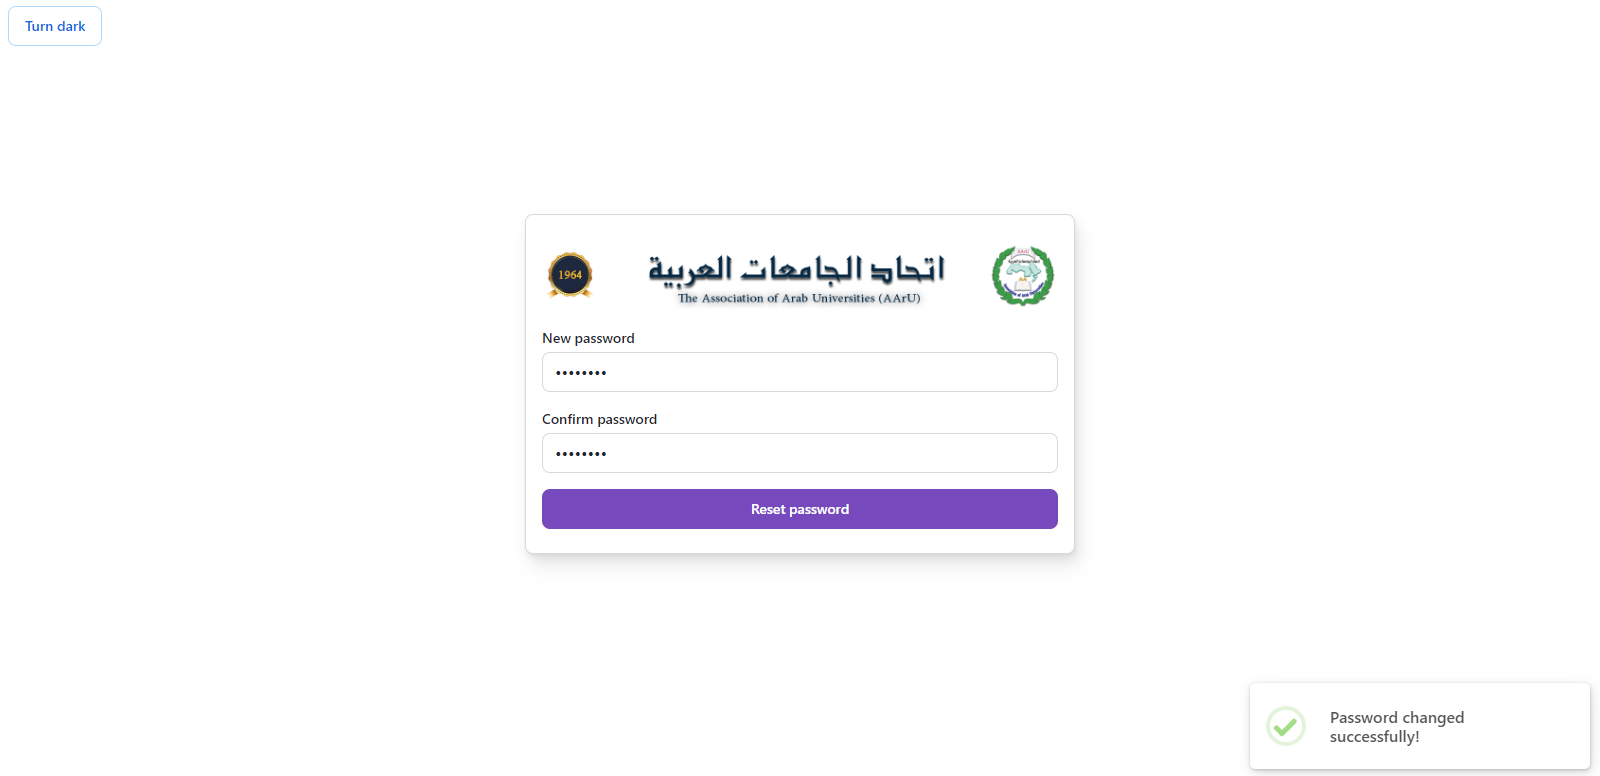 Turn dark
1964
اتحاد الجامعات العربية
The Association of Arab Universities (AArU)
AArU
New password
••••••••
Confirm password
••••••••
Reset password
Password changed
successfully!